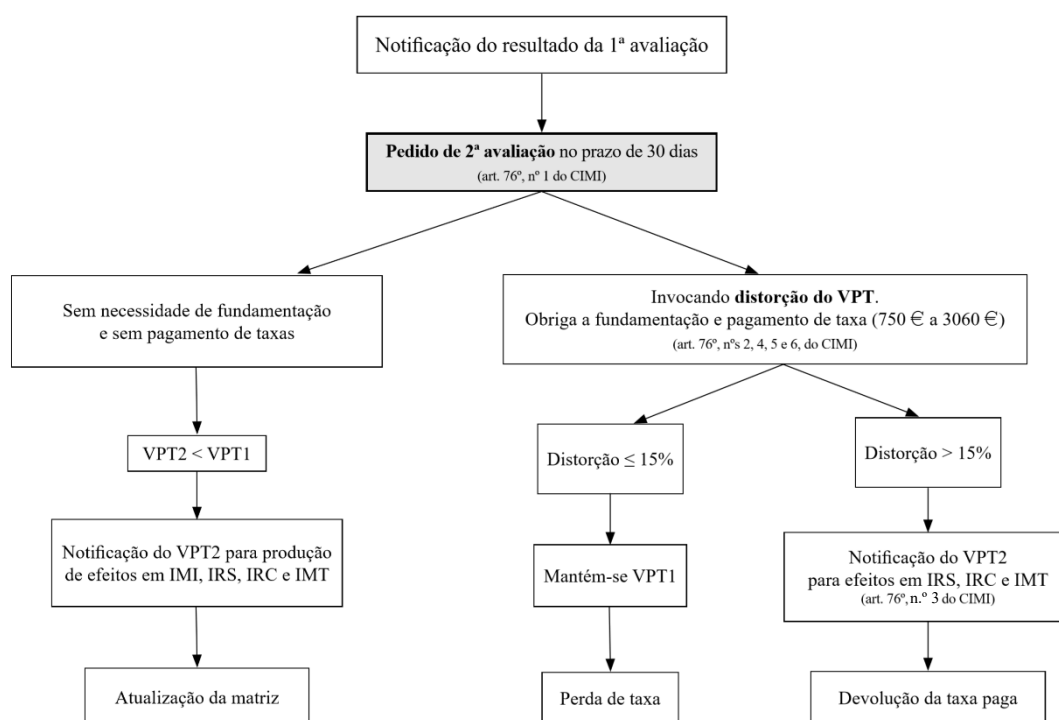 Notificação do resultado da 1ª avaliação
Pedido de 2ª avaliação no prazo de 30 dias
(art. 76º, nº 1 do CIMI)
Sem necessidade de fundamentação
e sem pagamento de taxas
Invocando distorção do VPT.
Obriga a fundamentação e pagamento de taxa (750 € a 3060 €)
(art. 76º, nºs 2, 4, 5 e 6, do CIMI)
VPT2 < VPT1
Distorção ≤ 15%
Distorção > 15%
Notificação do VPT2 para produção
de efeitos em IMI, IRS, IRC e IMT
Mantém-se VPT1
Notificação do VPT2
para efeitos em IRS, IRC e IMT
(art. 76º, n.º 3 do CIMI)
Atualização da matriz
Perda de taxa
Devolução da taxa paga